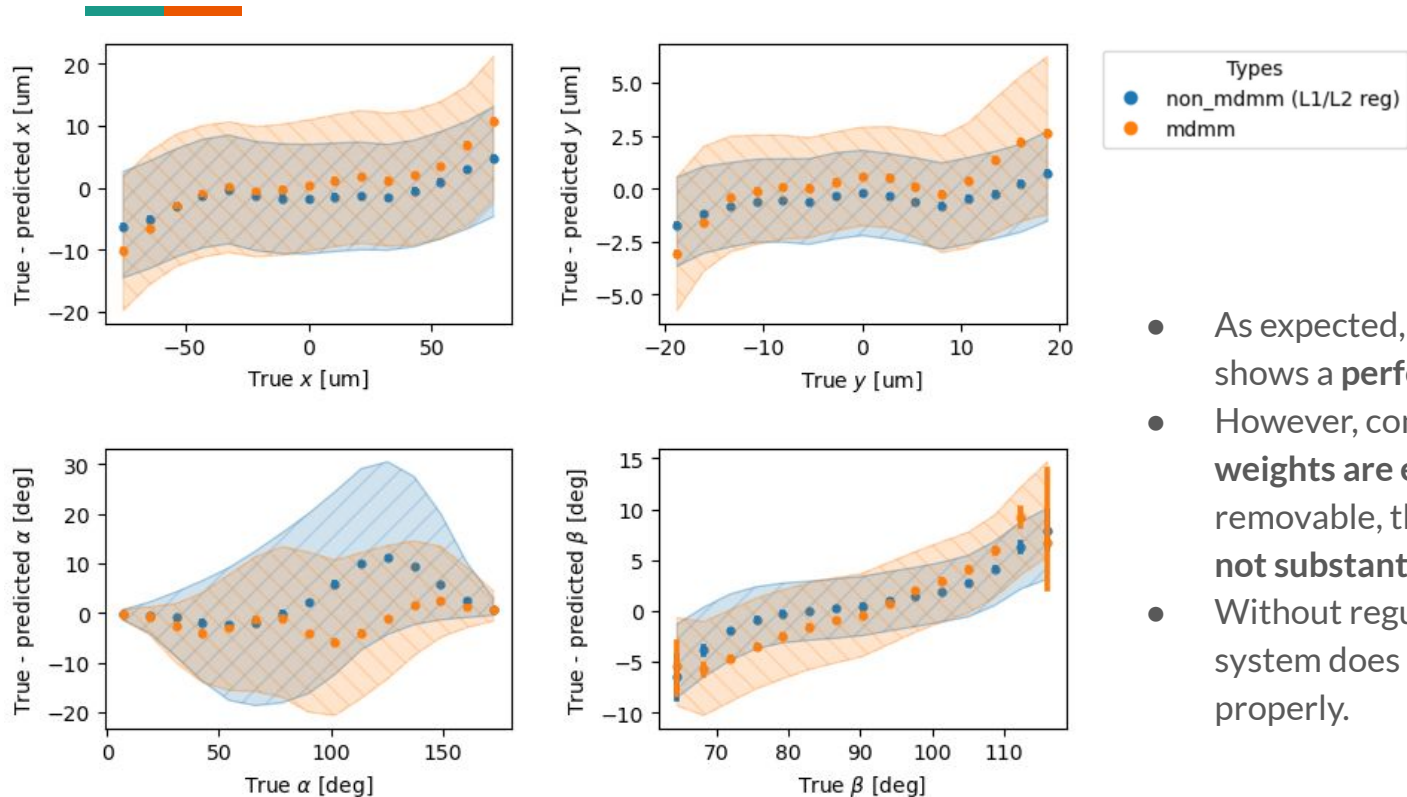 20
10
0
−10
−20
True - predicted x [um]
−50
0
50
True x [um]
5.0
2.5
0.0
−2.5
−5.0
True - predicted y [um]
−20
−10
0
10
20
True y [um]
Types
non_mdmm (L1/L2 reg)
mdmm
30
20
10
0
−10
−20
True - predicted α [deg]
0
50
100
150
True α [deg]
15
10
5
0
−5
−10
True - predicted β [deg]
70
80
90
100
110
True β [deg]
● As expected,
shows a
● However,
weights are
removable,
not
● Without
system does
properly.